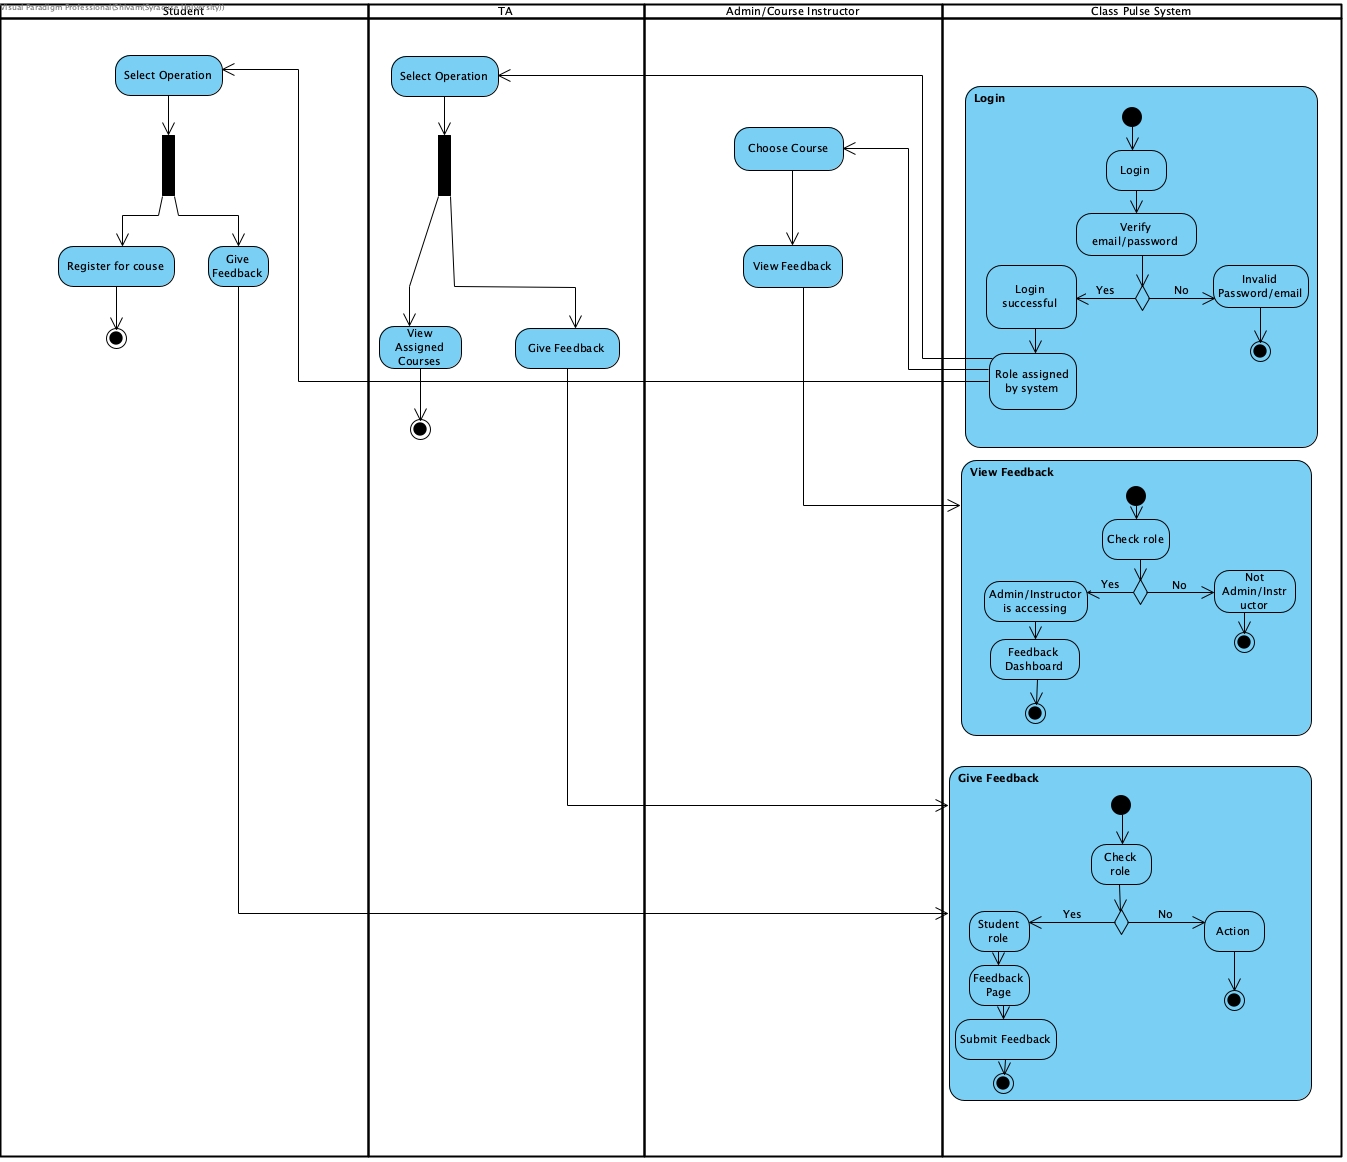 Visual Paradigm Professional(Shivam(Syracuse University))
Student
TA
Admin/Course Instructor
Class Pulse System
Select Operation
Register for couse
Give
Feedback
Select Operation
View
Assigned
Courses
Give Feedback
Choose Course
View Feedback
Login
Login
Verify
email/password
Yes
No
Login
successful
Invalid
Password/email
Role assigned
by system
View Feedback
Check role
Yes
No
Admin/Instructor
is accessing
Not
Admin/Instr
uctor
Feedback
Dashboard
Give Feedback
Check
role
Yes
No
Student
role
Action
Feedback
Page
Submit Feedback